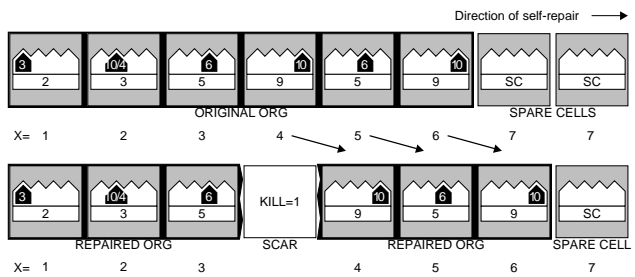 Direction of self-repair
3 10/4 6 10 6 10
2 3 5 9 5 9 SC SC
ORIGINAL ORG SPARE CELLS
X= 1 2 3 4 5 6 7 7
3 10/4 6 KILL=1 10 6 10
2 3 5 9 5 9 SC
REPAIRED ORG SCAR REPAIRED ORG SPARE CELL
X= 1 2 3 4 5 6 7